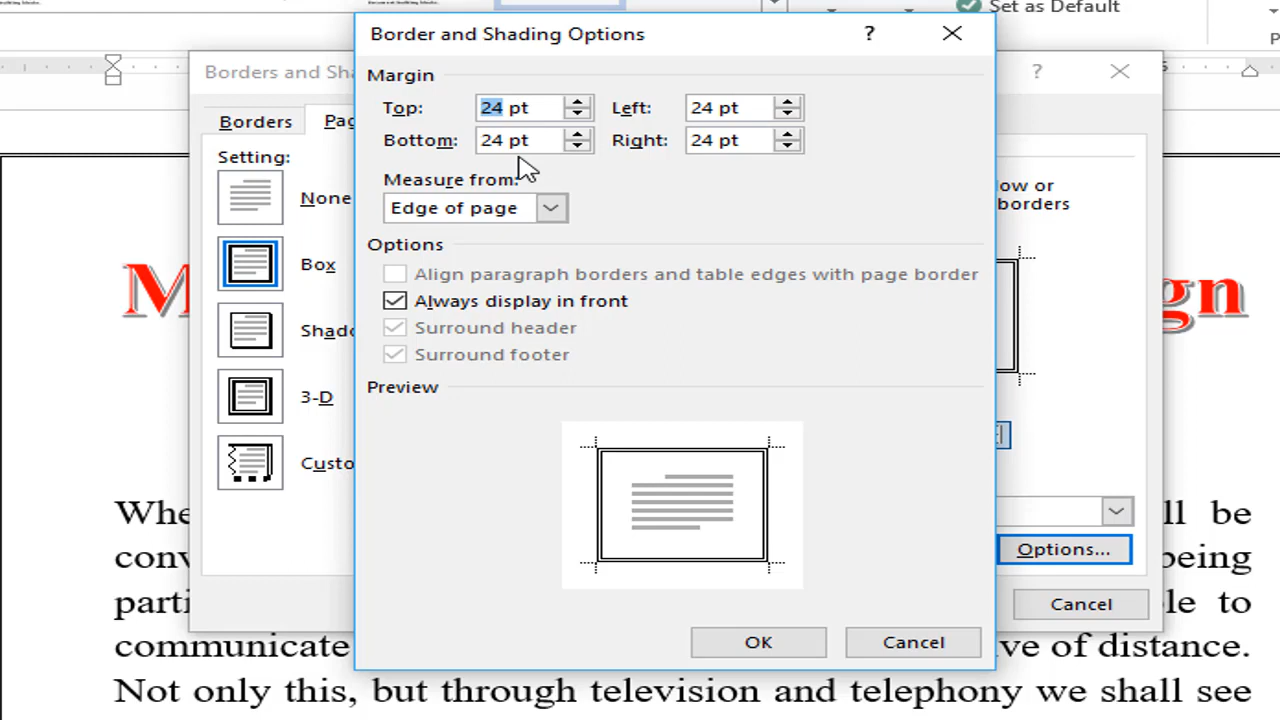 Set as Default
Border and Shading Options ?
Borders and Sha ?
Margin
Top: 24 pt Left: 24 pt
Borders Pag
Bottom: 24 pt Right: 24 pt
Setting:
Measure from:
None
Edge of page
borders
Options
Box
Align paragraph borders and table edges with page border
Always display in front
Surround header
Surround footer
Preview
3-D
Custo
ll be
Options...
being
to
Cancel
communicate
ve of distance.
OK Cancel
Not only this, but through television and telephony we shall see